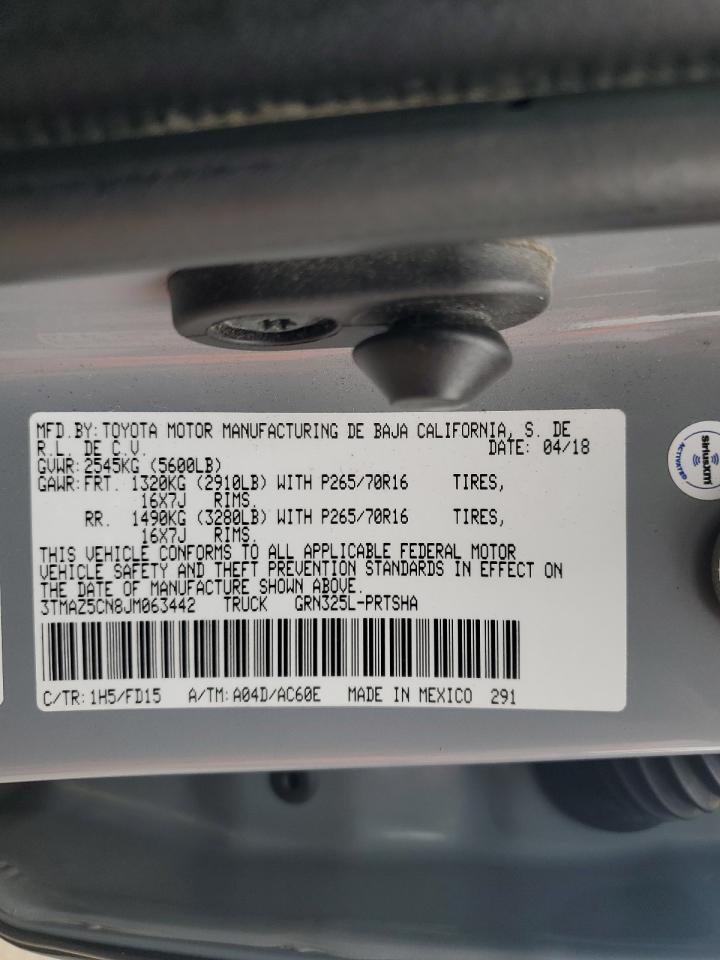 MFD.BY:TOYOTA MOTOR MANUFACTURING DE BAJA CALIFORNIA, S. DE
R.L. DE C.V. DATE: 04/18
GVWR:2545KG (5600LB)
GAWR:FRT. 1320KG (2910LB) WITH P265/70R16 TIRES,
16X7J RIMS.
RR. 1490KG (3280LB) WITH P265/70R16 TIRES,
16X7J RIMS.
THIS VEHICLE CONFORMS TO ALL APPLICABLE FEDERAL MOTOR
VEHICLE SAFETY AND THEFT PREVENTION STANDARDS IN EFFECT ON
THE DATE OF MANUFACTURE SHOWN ABOVE.
3TMAZ5CN8JM063442 TRUCK GRN325L-PRTSHA
C/TR:1H5/FD15 A/TM:A04D/AC60E MADE IN MEXICO 291
siriusxm
ACTIVATE